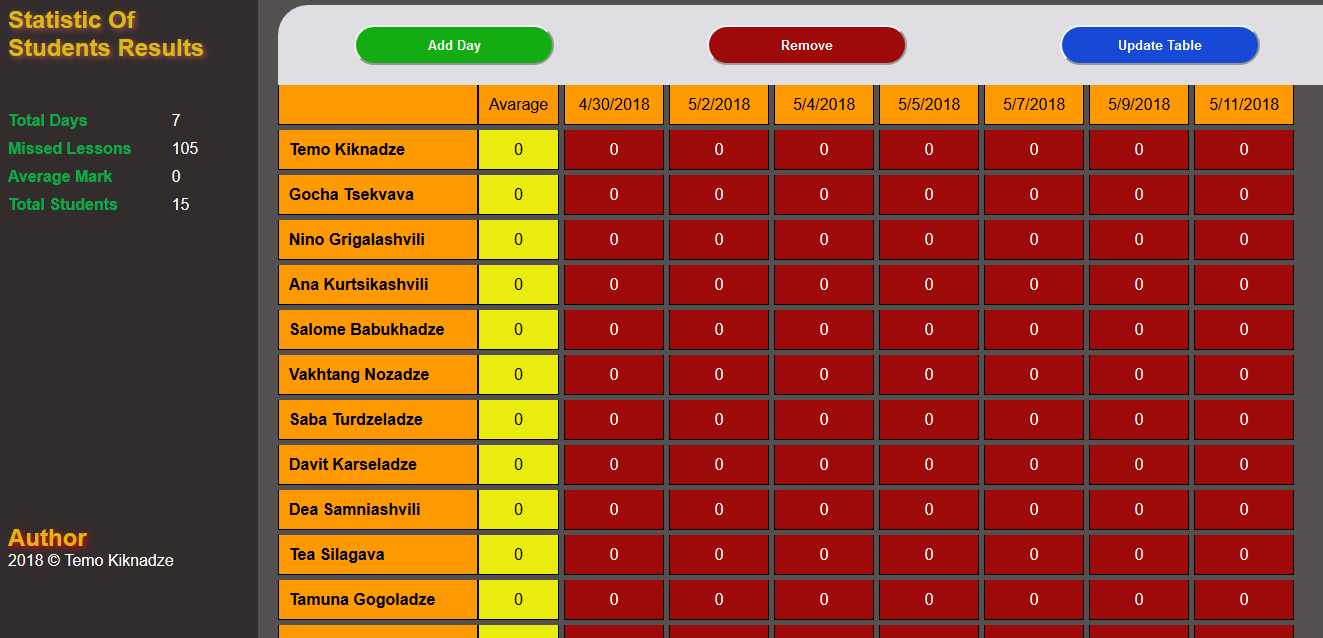 Statistic Of
Students Results
Total Days 7
Missed Lessons 105
Average Mark 0
Total Students 15
Author
2018 © Temo Kiknadze
Add Day Remove Update Table
Avarage 4/30/2018 5/2/2018 5/4/2018 5/5/2018 5/7/2018 5/9/2018 5/11/2018
Temo Kiknadze 0 0 0 0 0 0 0 0
Gocha Tsekvava 0 0 0 0 0 0 0 0
Nino Grigalashvili 0 0 0 0 0 0 0 0
Ana Kurtsikashvili 0 0 0 0 0 0 0 0
Salome Babukhadze 0 0 0 0 0 0 0 0
Vakhtang Nozadze 0 0 0 0 0 0 0 0
Saba Turdzeladze 0 0 0 0 0 0 0 0
Davit Karseladze 0 0 0 0 0 0 0 0
Dea Samniashvili 0 0 0 0 0 0 0 0
Tea Silagava 0 0 0 0 0 0 0 0
Tamuna Gogoladze 0 0 0 0 0 0 0 0